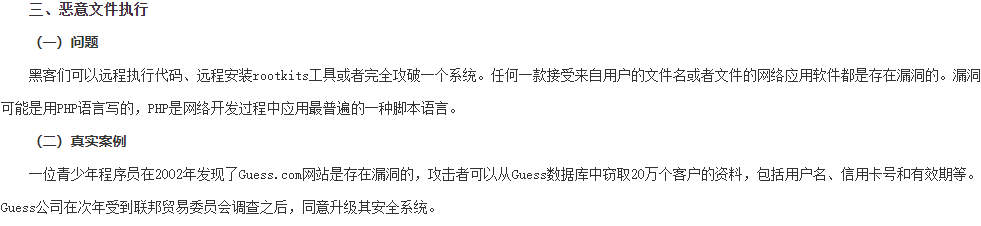 三、恶意文件执行
（一）问题
黑客们可以远程执行代码、远程安装rootkits工具或者完全攻破一个系统。任何一款接受来自用户的文件名或者文件的网络应用软件都是存在漏洞的。漏洞
可能是用PHP语言写的，PHP是网络开发过程中应用最普遍的一种脚本语言。
（二）真实案例
一位青少年程序员在2002年发现了Guess.com网站是存在漏洞的，攻击者可以从Guess数据库中窃取20万个客户的资料，包括用户名、信用卡号和有效期等。
Guess公司在次年受到联邦贸易委员会调查之后，同意升级其安全系统。